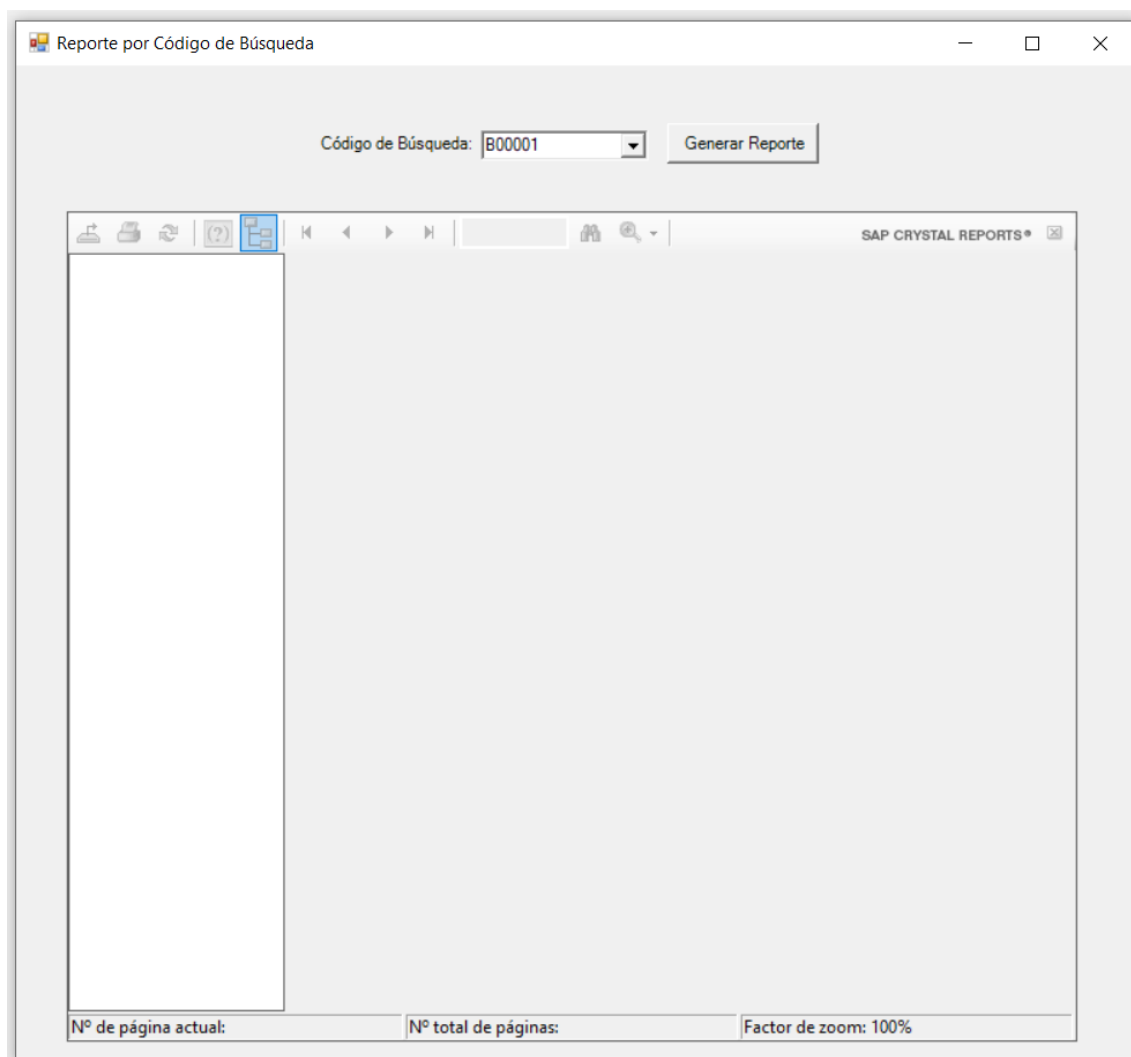 Reporte por Código de Búsqueda
Código de Búsqueda: B00001 Generar Reporte
(?) SAP CRYSTAL REPORTS®
Nº de página actual: Nº total de páginas: Factor de zoom: 100%